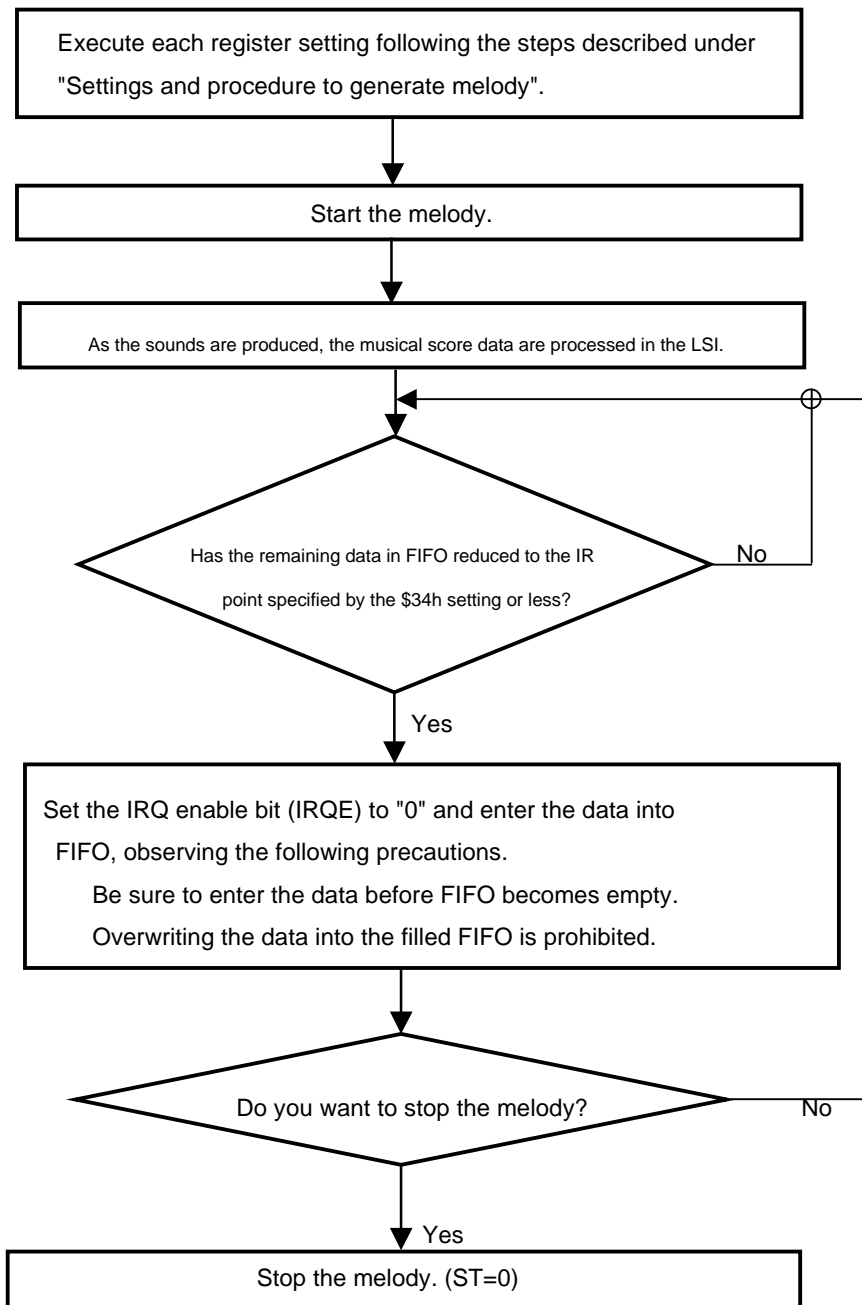 Execute each register setting following the steps described under
"Settings and procedure to generate melody".
Start the melody.
As the sounds are produced, the musical score data are processed in the LSI.
Has the remaining data in FIFO reduced to the IR
point specified by the $34h setting or less?
No
Yes
Set the IRQ enable bit (IRQE) to "0" and enter the data into
FIFO, observing the following precautions.
Be sure to enter the data before FIFO becomes empty.
Overwriting the data into the filled FIFO is prohibited.
Do you want to stop the melody?
No
Yes
Stop the melody. (ST=0)